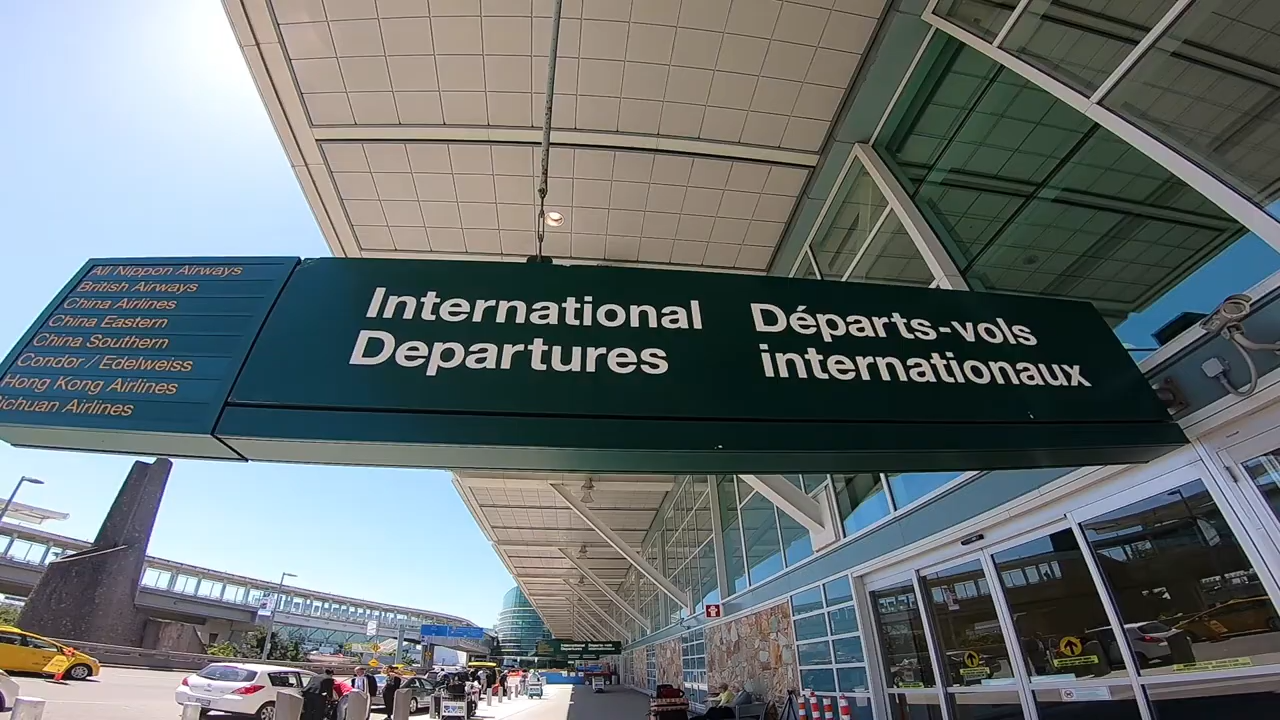 All Nippon Airways
British Airways
China Airlines
China Eastern
China Southern
Condor / Edelweiss
Hong Kong Airlines
Sichuan Airlines
International
Departures
Départs-vols
internationaux